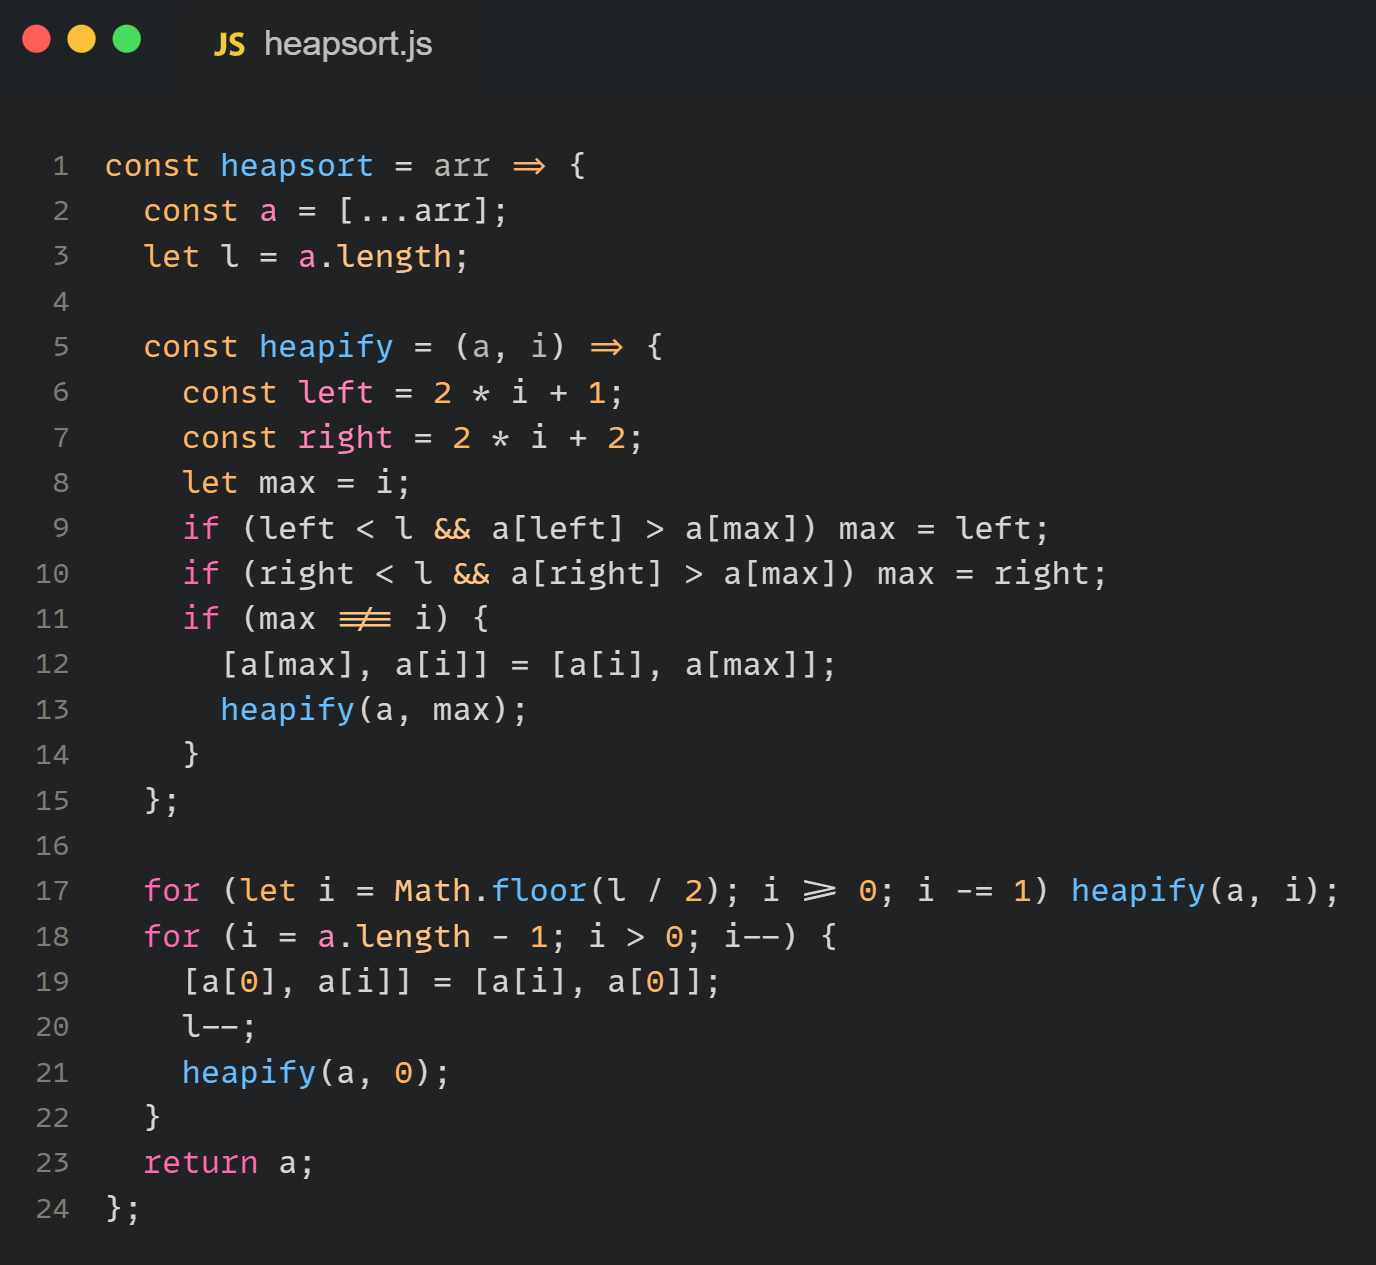 JS heapsort.js
1 const heapsort = arr => {
2   const a = [...arr];
3   let l = a.length;
4
5   const heapify = (a, i) => {
6     const left = 2 * i + 1;
7     const right = 2 * i + 2;
8     let max = i;
9     if (left < l && a[left] > a[max]) max = left;
10     if (right < l && a[right] > a[max]) max = right;
11     if (max !== i) {
12       [a[max], a[i]] = [a[i], a[max]];
13       heapify(a, max);
14     }
15   };
16
17   for (let i = Math.floor(l / 2); i >= 0; i -= 1) heapify(a, i);
18   for (i = a.length - 1; i > 0; i--) {
19     [a[0], a[i]] = [a[i], a[0]];
20     l--;
21     heapify(a, 0);
22   }
23   return a;
24 };